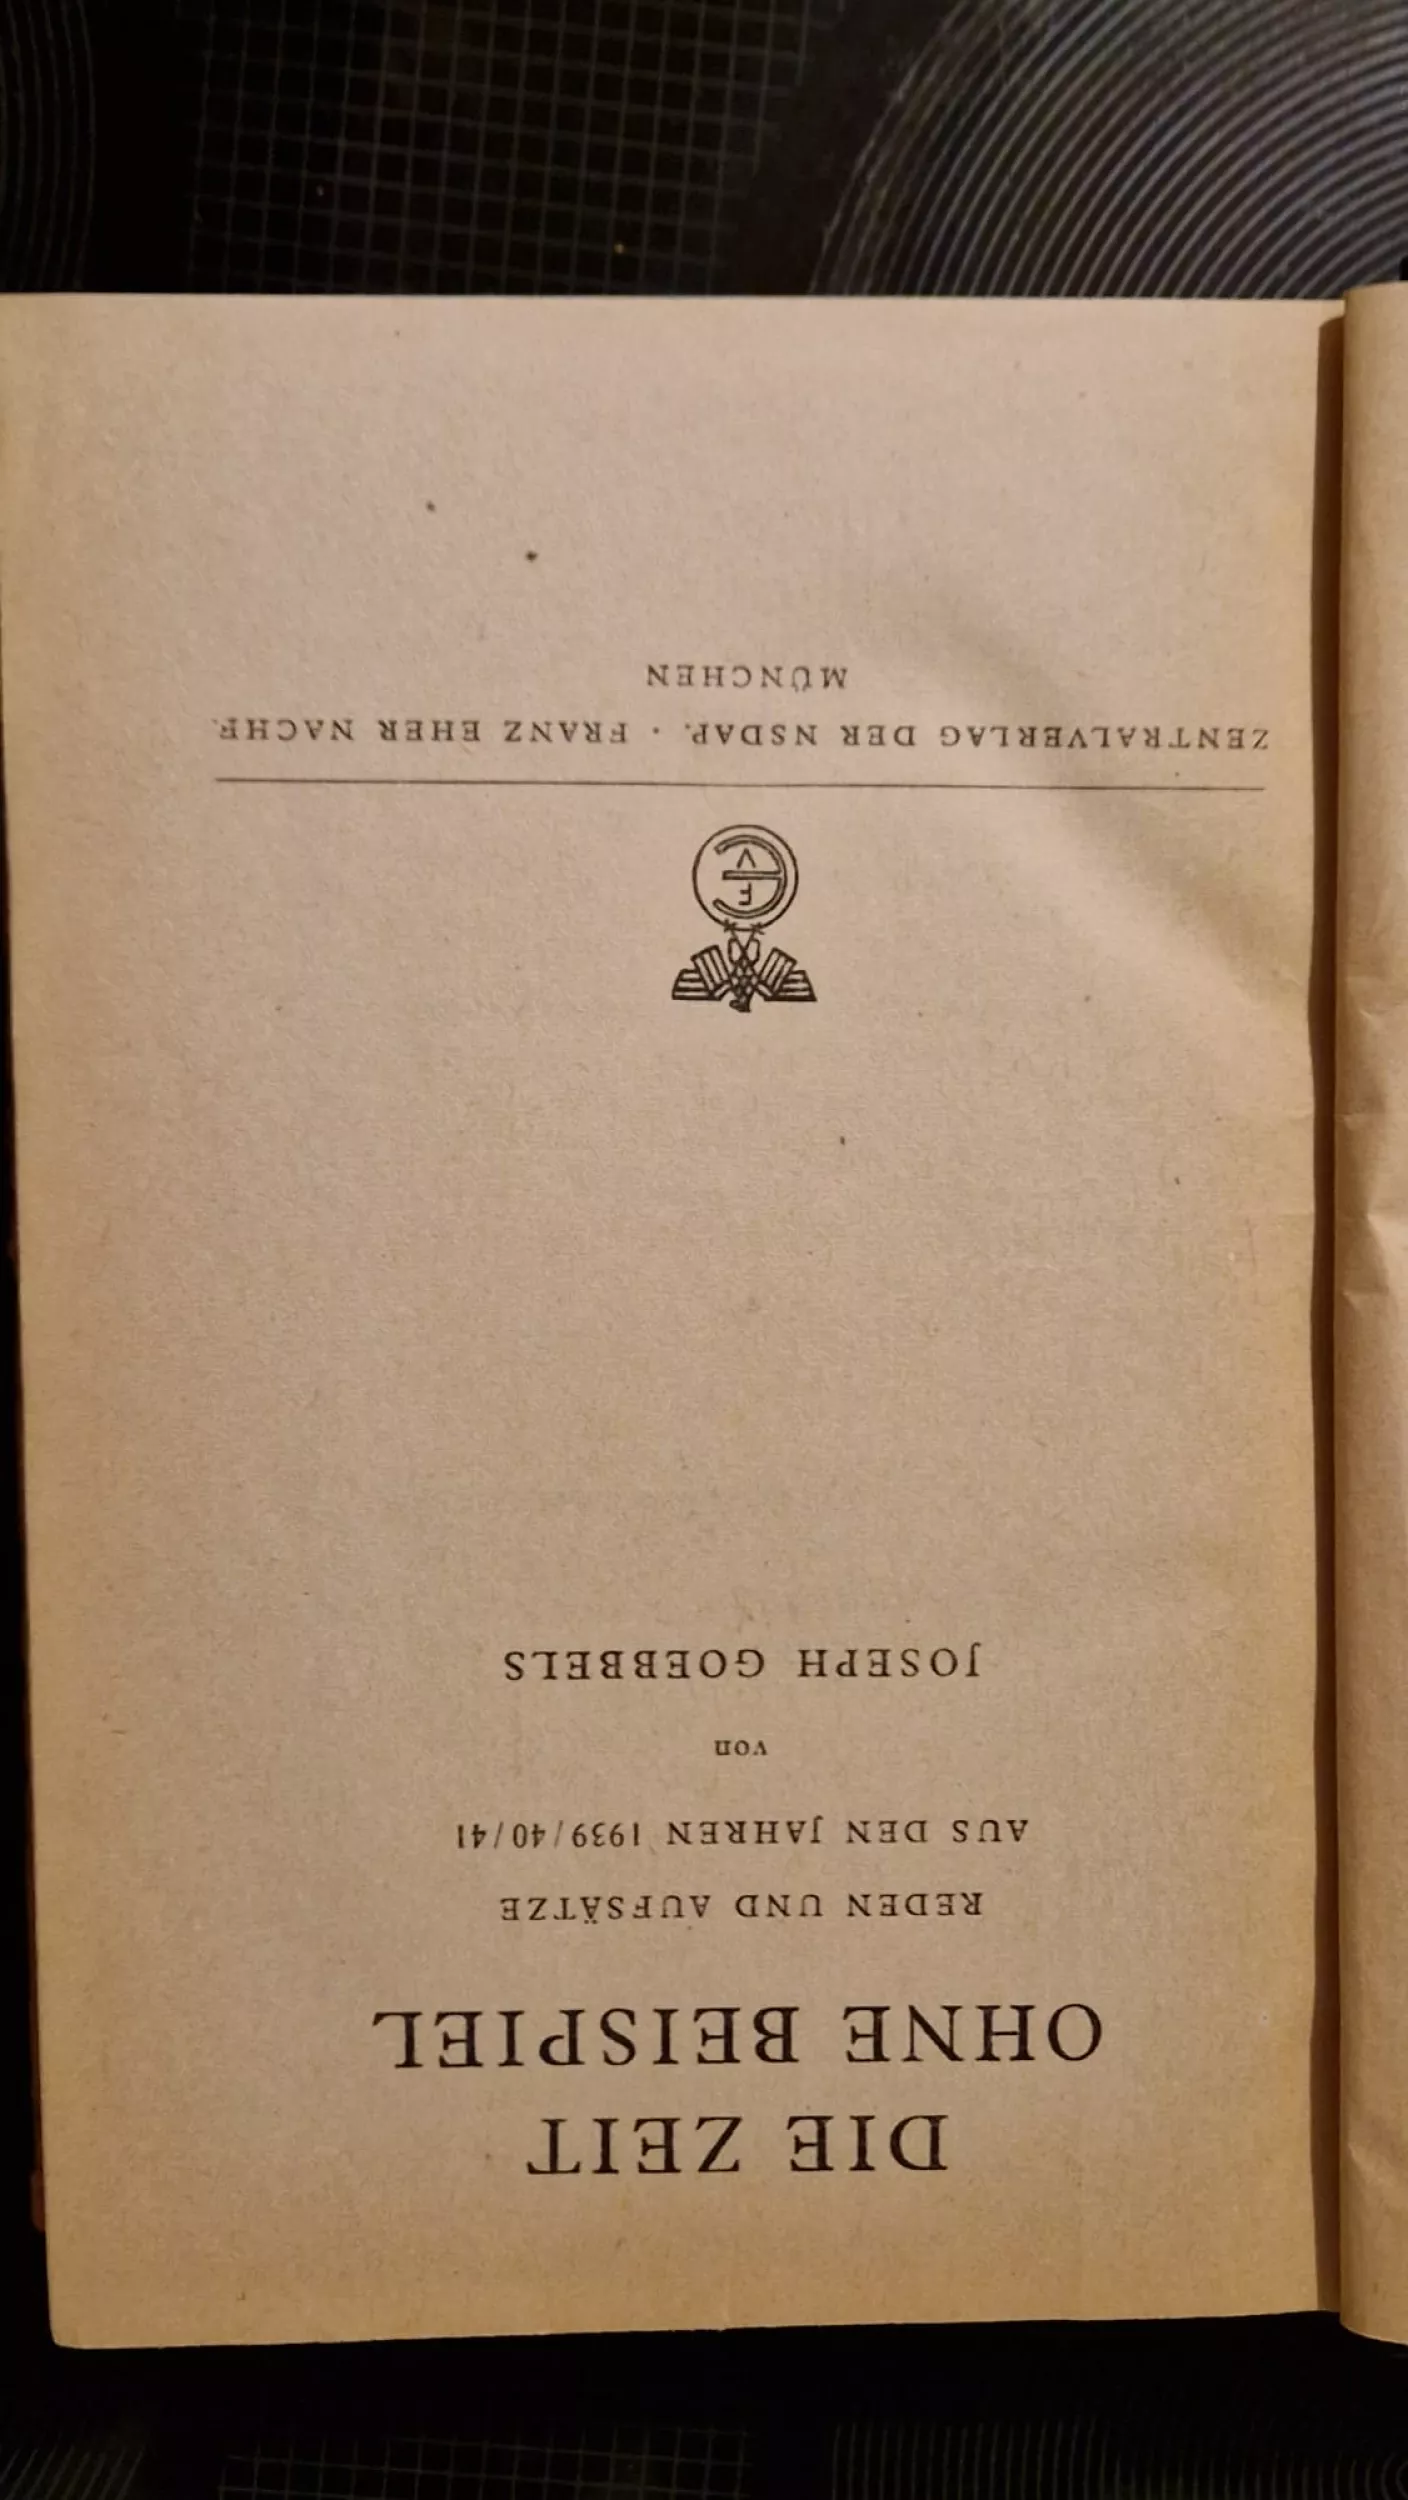 DIE ZEIT
OHNE BEISPIEL
REDEN UND AUFSÄTZE
AUS DEN JAHREN 1939/40/41
von
JOSEPH GOEBBELS
F
E
V
ZENTRALVERLAG DER NSDAP. · FRANZ EHER NACHF.
MÜNCHEN